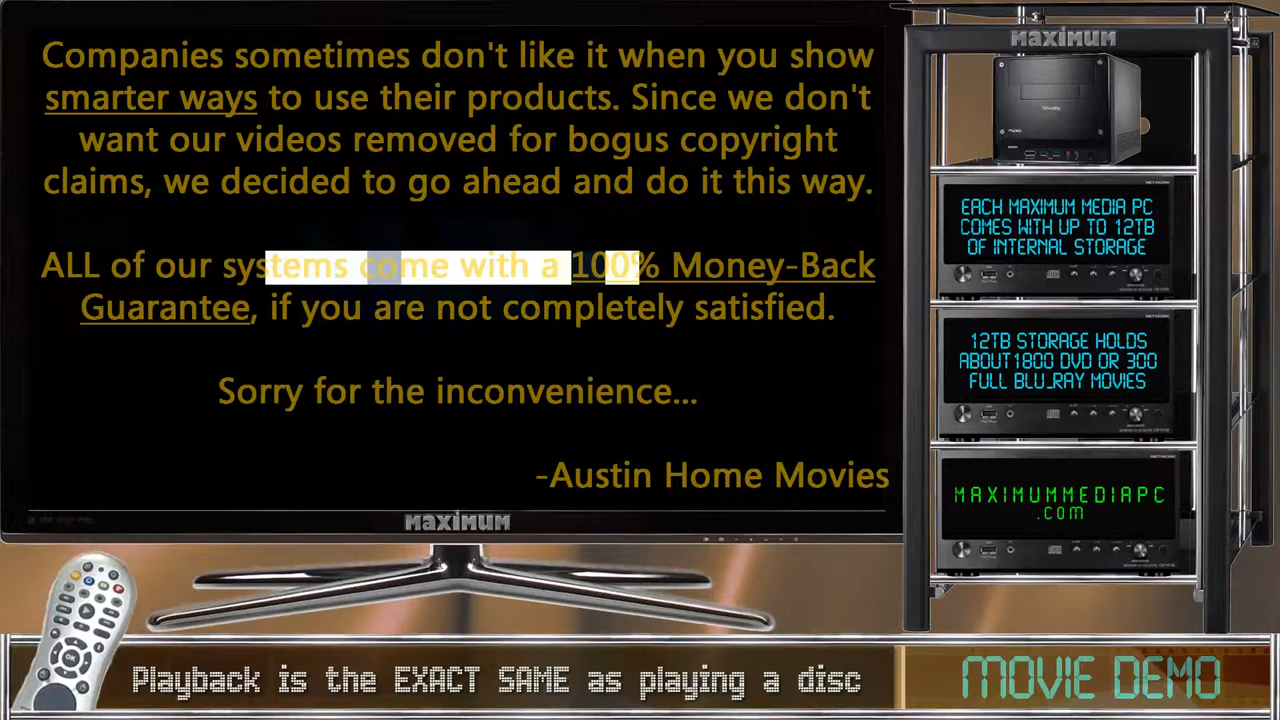 Companies sometimes don't like it when you show
smarter ways to use their products. Since we don't
want our videos removed for bogus copyright
claims, we decided to go ahead and do it this way.
ALL of our systems come with a 100% Money-Back
Guarantee, if you are not completely satisfied.
Sorry for the inconvenience...
-Austin Home Movies
MAXIMUM
MAXIMUM
Shuttle
NETWORK
EACH MAXIMUM MEDIA PC
COMES WITH UP TO 12TB
OF INTERNAL STORAGE
NETWORK
12TB STORAGE HOLDS
ABOUT 1800 DVD OR 300
FULL BLU_RAY MOVIES
NETWORK
MAXIMUMMEDIAPC
.COM
OK
Playback is the EXACT SAME as playing a disc
MOVIE DEMO